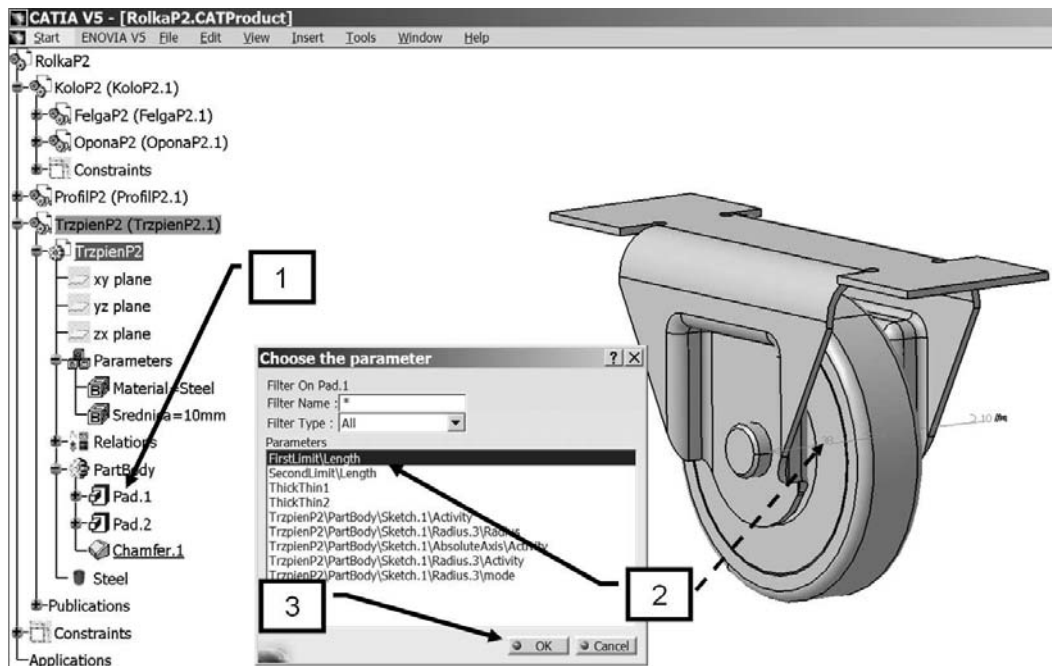 CATIA V5 - [RolkaP2.CATProduct]
Start ENOVIA V5 File Edit View Insert Tools Window Help
RolkaP2
KoloP2 (KoloP2.1)
FelgaP2 (FelgaP2.1)
OponaP2 (OponaP2.1)
Constraints
ProfilP2 (ProfilP2.1)
TrzpienP2 (TrzpienP2.1)
TrzpienP2
xy plane
yz plane
zx plane
Parameters
Material=Steel
Srednica=10mm
Relations
PartBody
Pad.1
Pad.2
Chamfer.1
Steel
Publications
Constraints
Applications
1
Choose the parameter
Filter On Pad.1
Filter Name : *
Filter Type : All
Parameters
FirstLimit\Length
SecondLimit\Length
ThickThin1
ThickThin2
TrzpienP2\PartBody\Sketch.1\Activity
TrzpienP2\PartBody\Sketch.1\Radius.3\Radius
TrzpienP2\PartBody\Sketch.1\AbsoluteAxis\Activity
TrzpienP2\PartBody\Sketch.1\Radius.3\Activity
TrzpienP2\PartBody\Sketch.1\Radius.3\mode
OK Cancel
2
3